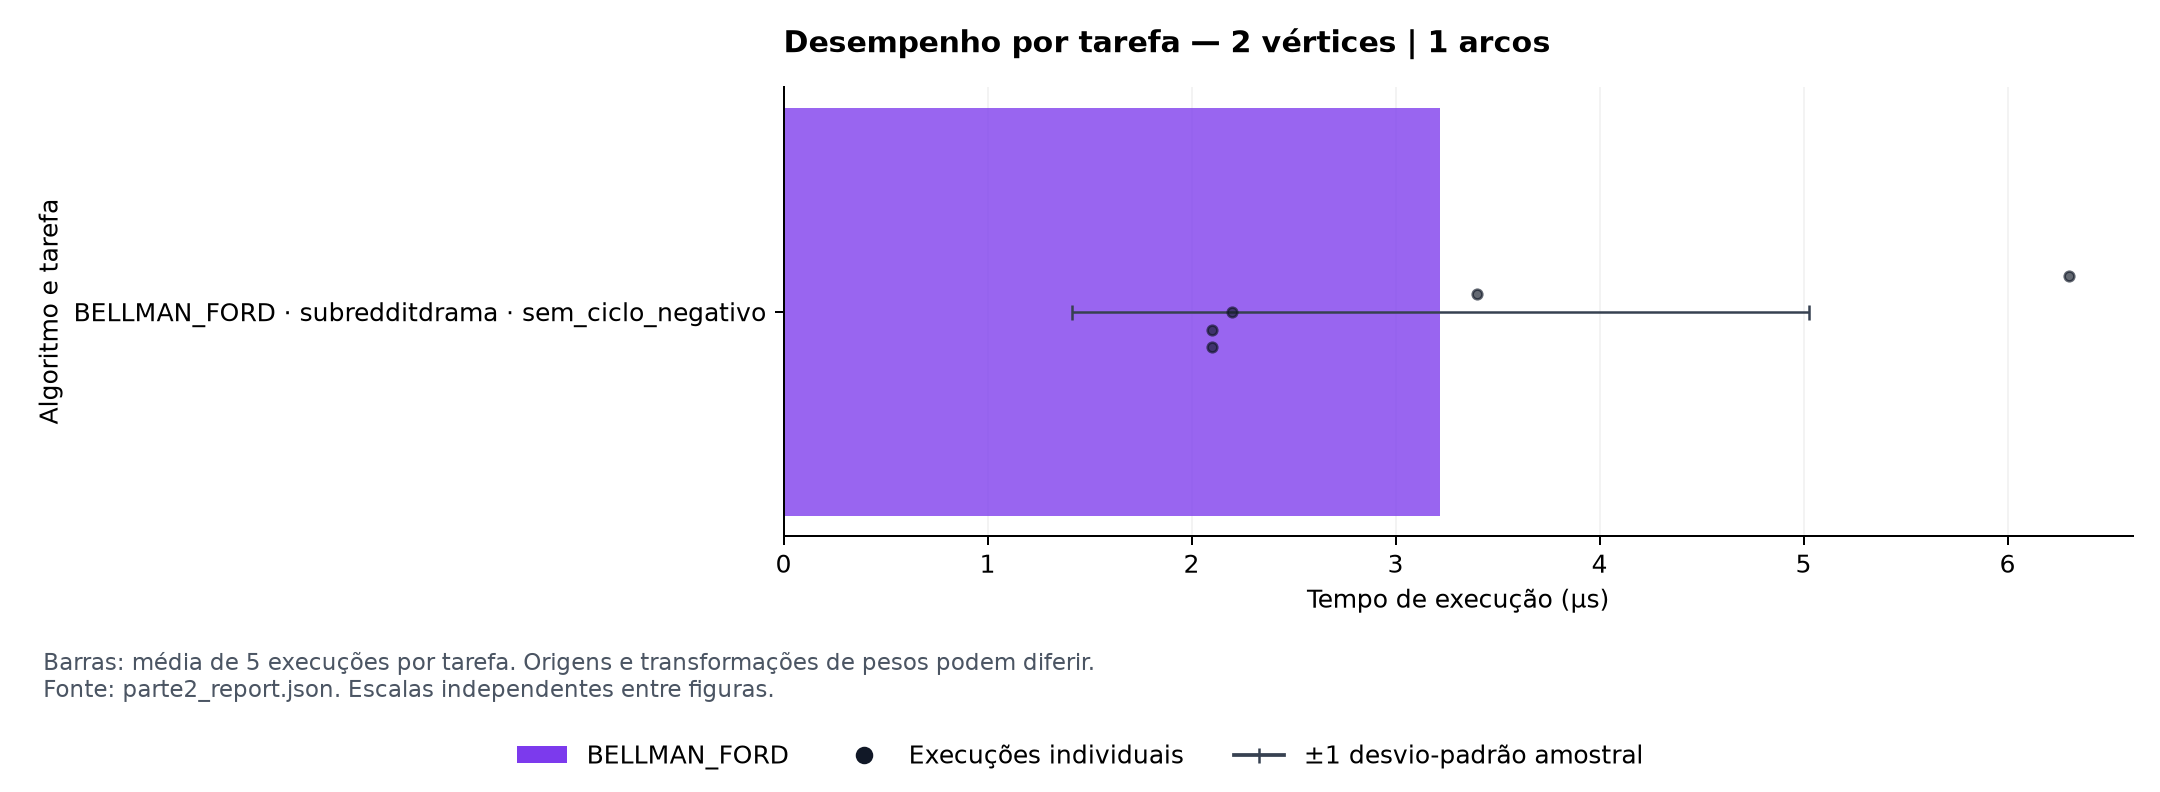 Desempenho por tarefa — 2 vértices | 1 arcos
Algoritmo e tarefa
BELLMAN_FORD · subredditdrama · sem_ciclo_negativo
0 1 2 3 4 5 6
Tempo de execução (µs)
Barras: média de 5 execuções por tarefa. Origens e transformações de pesos podem diferir.
Fonte: parte2_report.json. Escalas independentes entre figuras.
BELLMAN_FORD Execuções individuais ±1 desvio-padrão amostral